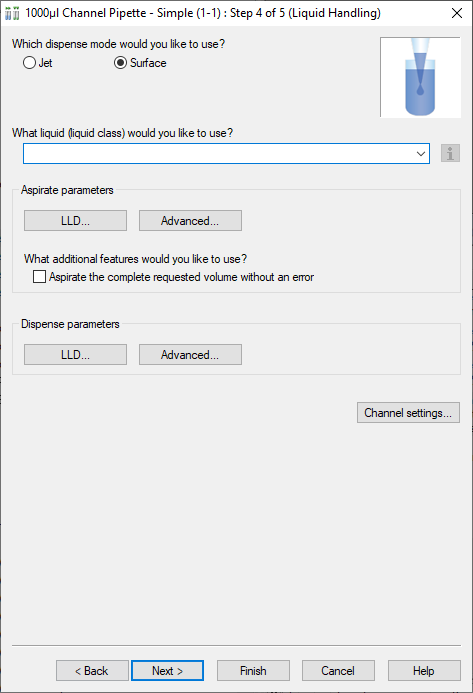 1000µl Channel Pipette - Simple (1-1) : Step 4 of 5 (Liquid Handling)
Which dispense mode would you like to use?
Jet Surface
What liquid (liquid class) would you like to use?
Aspirate parameters
LLD... Advanced...
What additional features would you like to use?
Aspirate the complete requested volume without an error
Dispense parameters
LLD... Advanced...
Channel settings...
< Back Next > Finish Cancel Help